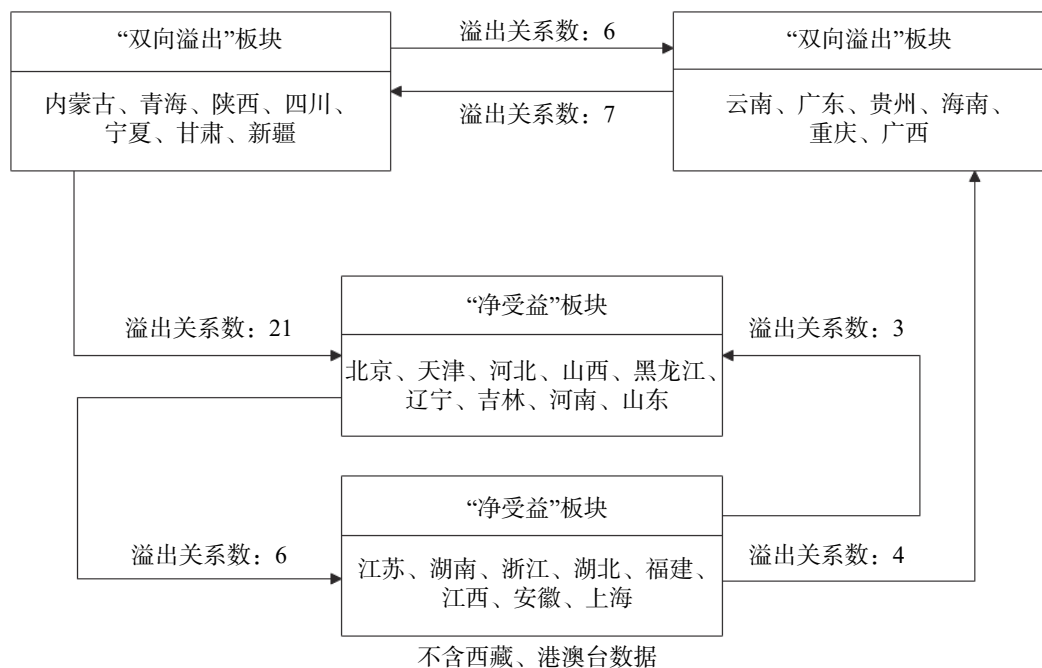 “双向溢出”板块
内蒙古、青海、陕西、四川、
宁夏、甘肃、新疆
溢出关系数：6
溢出关系数：7
“双向溢出”板块
云南、广东、贵州、海南、
重庆、广西
溢出关系数：21
“净受益”板块
北京、天津、河北、山西、黑龙江、
辽宁、吉林、河南、山东
溢出关系数：3
溢出关系数：6
“净受益”板块
江苏、湖南、浙江、湖北、福建、
江西、安徽、上海
溢出关系数：4
不含西藏、港澳台数据